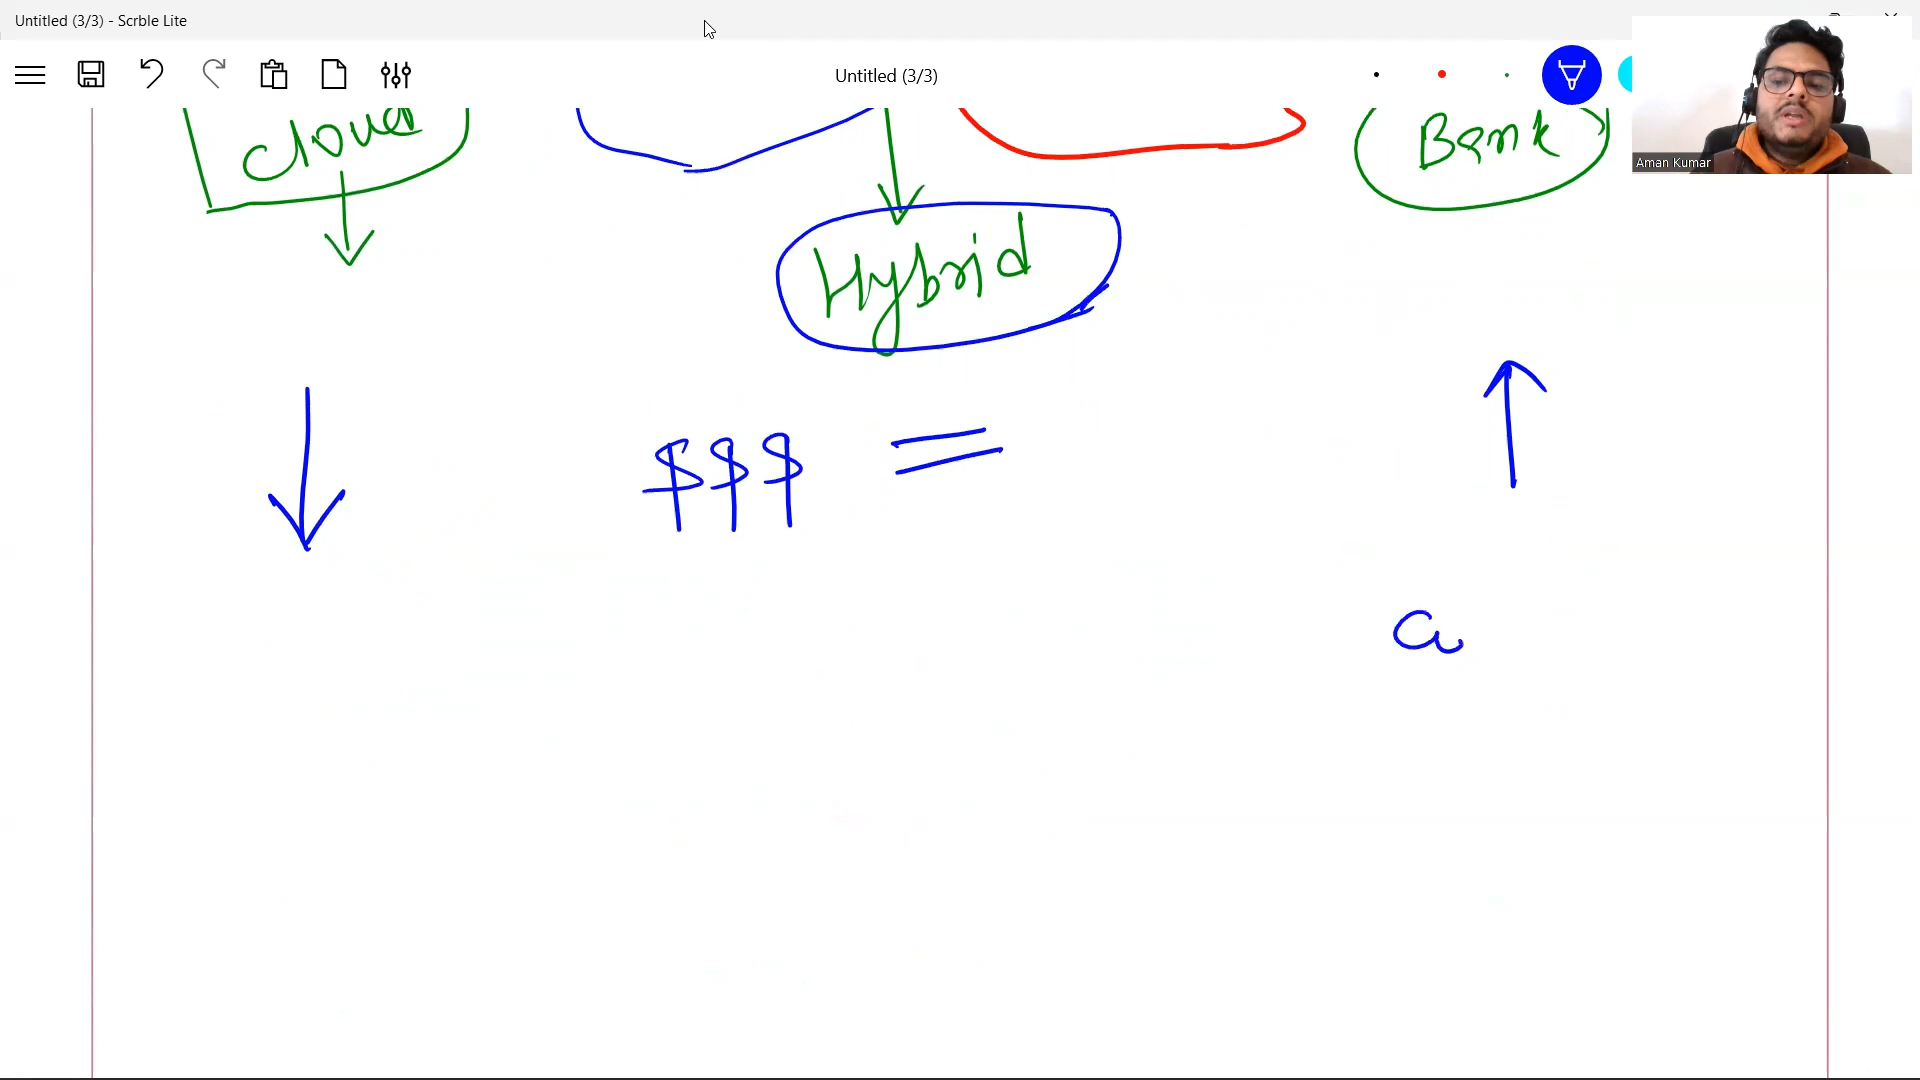 Untitled (3/3) - Scrble Lite
Untitled (3/3)
Aman Kumar
Cloud
Bank
Hybrid
$$$ =
a